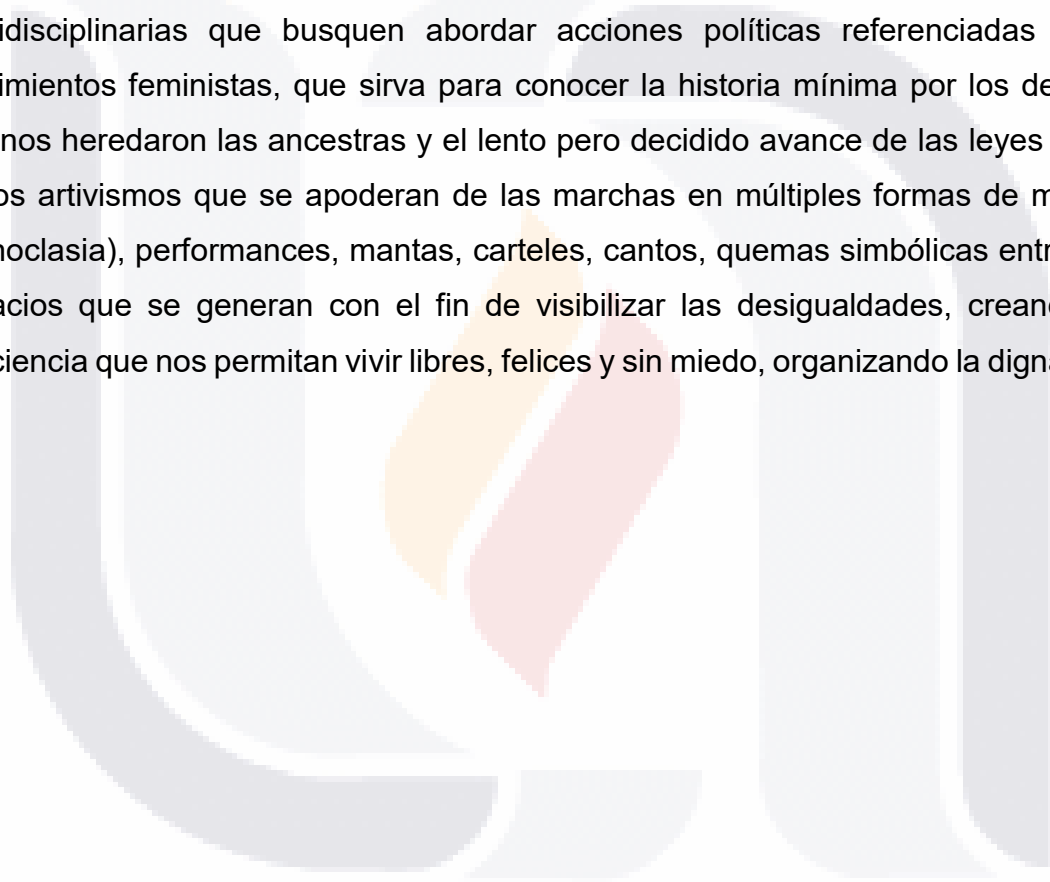 idisciplinarias que busquen abordar acciones políticas referenciadas
imientos feministas, que sirva para conocer la historia mínima por los de
nos heredaron las ancestras y el lento pero decidido avance de las leyes
os artivismos que se apoderan de las marchas en múltiples formas de m
noclasia), performances, mantas, carteles, cantos, quemas simbólicas entr
acios que se generan con el fin de visibilizar las desigualdades, crean
ciencia que nos permitan vivir libres, felices y sin miedo, organizando la dign